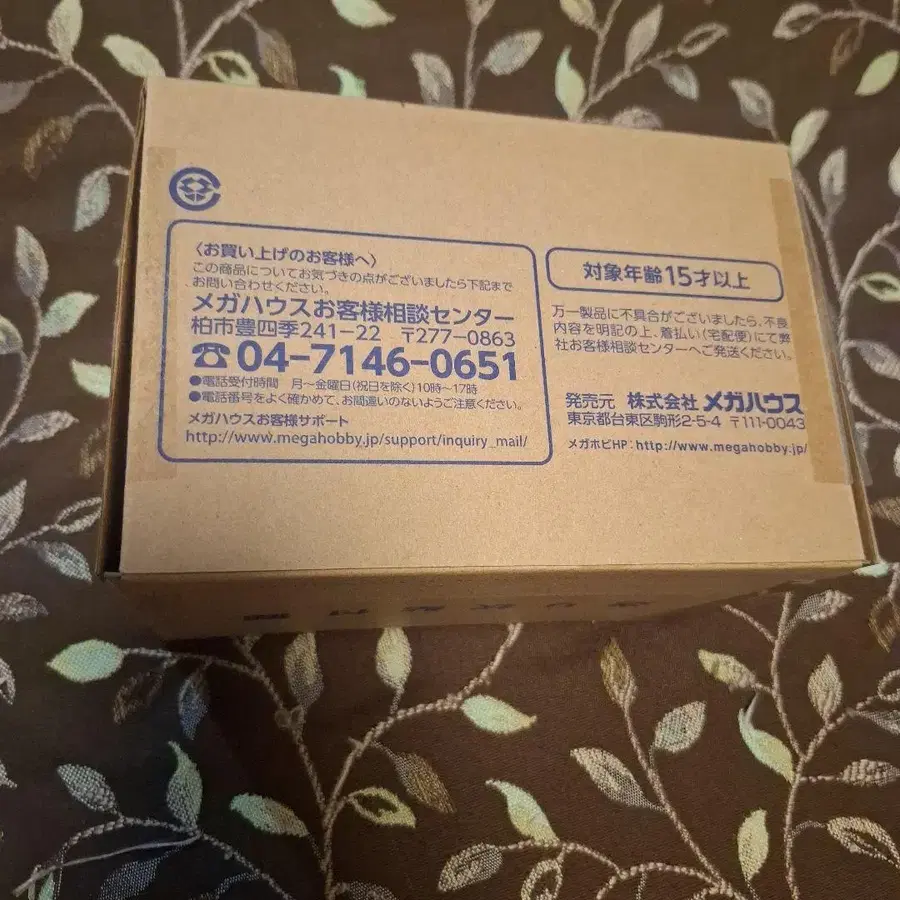 〈お買い上げのお客様へ〉
この商品についてお気づきの点がございましたら下記まで
お問い合わせください。
メガハウスお客様相談センター
柏市豊四季241−22 〒277−0863
☎04−7146−0651
●電話受付時間 月〜金曜日(祝日を除く)10時〜17時
●電話番号をよく確かめて、お間違いのないようご注意ください。
メガハウスお客様サポート
http://www.megahobby.jp/support/inquiry_mail/
対象年齢15才以上
万一製品に不具合がございましたら、不良
内容を明記の上、着払い(宅配便)にて弊
社お客様相談センターへご発送ください。
発売元 株式会社 メガハウス
東京都台東区駒形2-5-4 〒111-0043
メガホビHP：http://www.megahobby.jp/